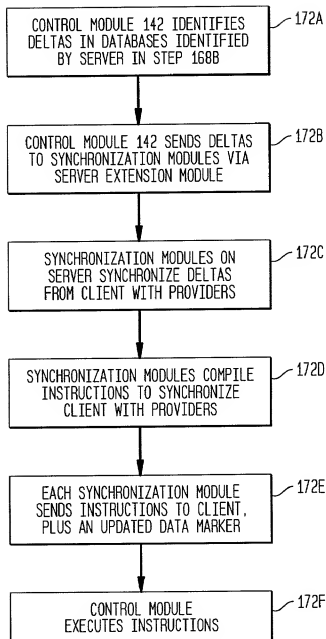 CONTROL MODULE 142 IDENTIFIES
DELTAS IN DATABASES IDENTIFIED
BY SERVER IN STEP 168B
172A
CONTROL MODULE 142 SENDS DELTAS
TO SYNCHRONIZATION MODULES VIA
SERVER EXTENSION MODULE
172B
SYNCHRONIZATION MODULES ON
SERVER SYNCHRONIZE DELTAS
FROM CLIENT WITH PROVIDERS
172C
SYNCHRONIZATION MODULES COMPILE
INSTRUCTIONS TO SYNCHRONIZE
CLIENT WITH PROVIDERS
172D
EACH SYNCHRONIZATION MODULE
SENDS INSTRUCTIONS TO CLIENT,
PLUS AN UPDATED DATA MARKER
172E
CONTROL MODULE
EXECUTES INSTRUCTIONS
172F